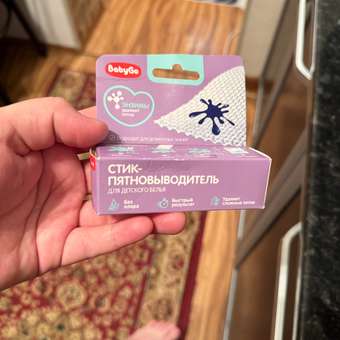 BabyGo
ЭНЗИМЫ
СТИК-
ПЯТНОВЫВОДИТЕЛЬ
ДЛЯ ДЕТСКОГО БЕЛЬЯ
Без хлора
Быстрый результат
Удаляет сложные пятна